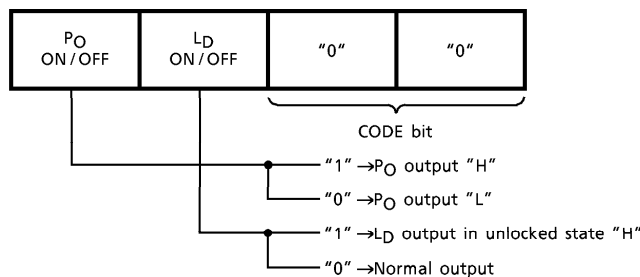 PO
ON / OFF
LD
ON / OFF
"0"
"0"
CODE bit
"1" →PO output "H"
"0" →PO output "L"
"1" →LD output in unlocked state "H"
"0" →Normal output